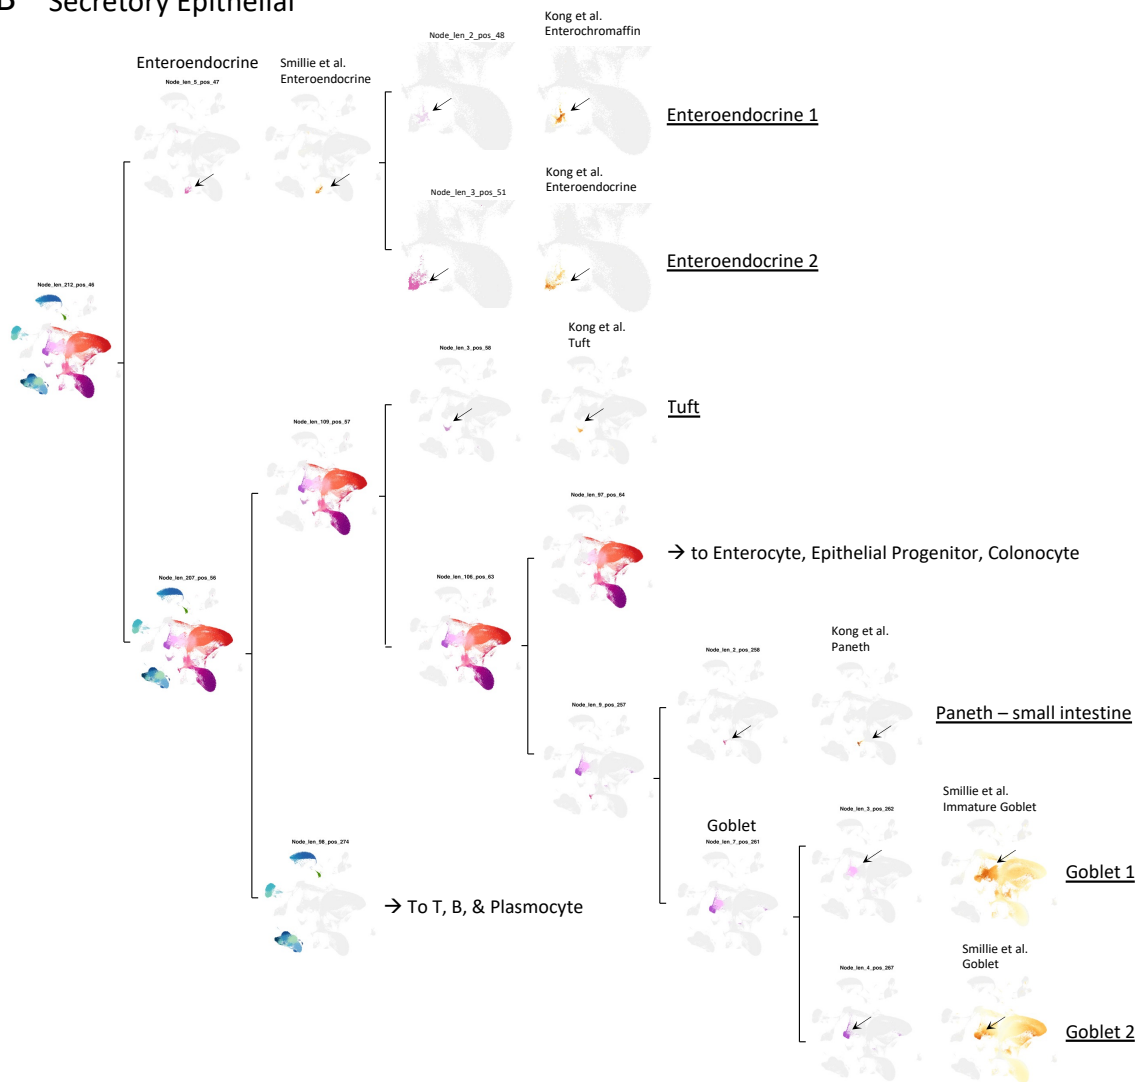 B Secretory Epithelial
Enteroendocrine
Node_len_5_pos_47
Smillie et al.
Enteroendocrine
Node_len_2_pos_48
Kong et al.
Enterochromaffin
Enteroendocrine 1
Node_len_3_pos_51
Kong et al.
Enteroendocrine
Enteroendocrine 2
Node_len_212_pos_46
Node_len_3_pos_58
Kong et al.
Tuft
Tuft
Node_len_109_pos_57
Node_len_97_pos_64
→ to Enterocyte, Epithelial Progenitor, Colonocyte
Node_len_207_pos_56
Node_len_106_pos_63
Node_len_2_pos_258
Kong et al.
Paneth
Paneth – small intestine
Node_len_9_pos_257
Node_len_98_pos_274
→ To T, B, & Plasmocyte
Goblet
Node_len_7_pos_261
Node_len_3_pos_262
Smillie et al.
Immature Goblet
Goblet 1
Node_len_4_pos_267
Smillie et al.
Goblet
Goblet 2